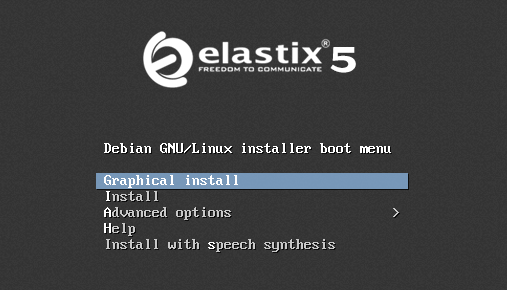 elastix® 5
FREEDOM TO COMMUNICATE
Debian GNU/Linux installer boot menu
Graphical install
Install
Advanced options >
Help
Install with speech synthesis